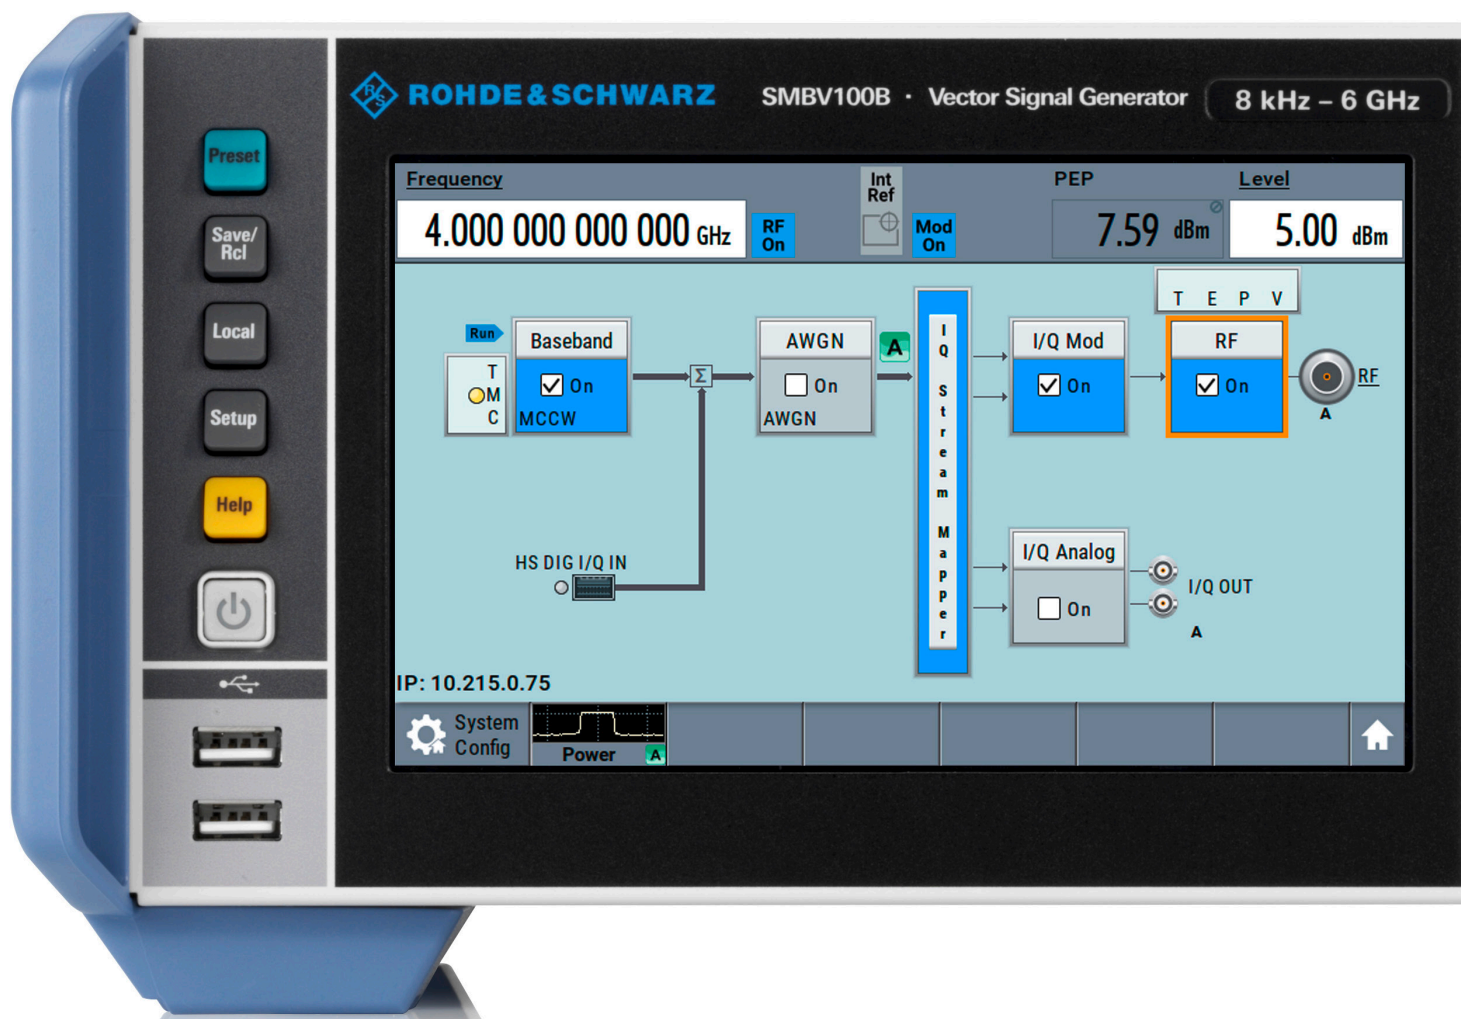 R/S ROHDE & SCHWARZ
SMBV100B · Vector Signal Generator
8 kHz – 6 GHz
Preset
Save/
Rcl
Local
Setup
Help
Frequency
4.000 000 000 000 GHz
RF
On
Int
Ref
Mod
On
PEP
7.59 dBm
Level
5.00 dBm
T E P V
Run
T
M
C
Baseband
On
MCCW
Σ
AWGN
On
AWGN
A
IQ Stream Mapper
I/Q Mod
On
RF
On
RF
A
HS DIG I/Q IN
I/Q Analog
On
I/Q OUT
A
IP: 10.215.0.75
System
Config
Power A